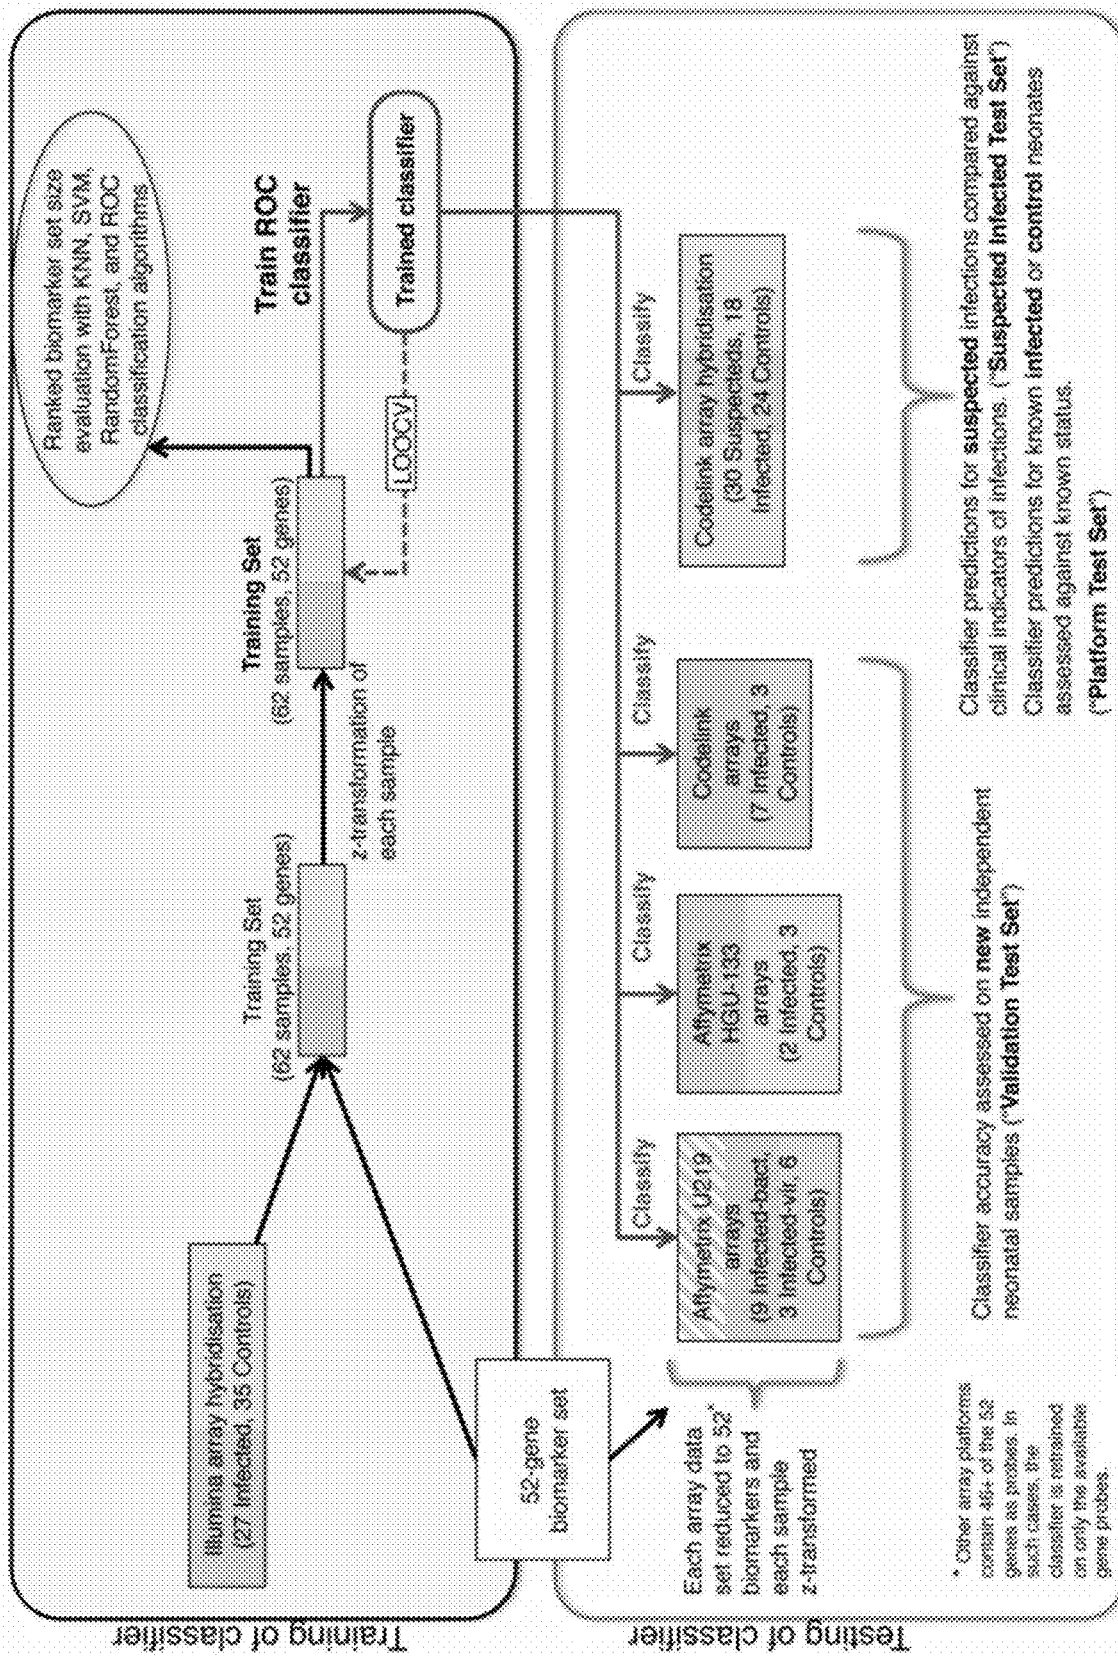 Training of classifier
Illumina array hybridisation
(27 Infected, 35 Controls)
52-gene
biomarker set
Training Set
(62 samples, 52 genes)
z-transformation of
each sample
Training Set
(62 samples, 52 genes)
LOOCV
Train ROC
classifier
Trained classifier
Ranked biomarker set size
evaluation with KNN, SVM,
RandomForest, and ROC
classification algorithms
Testing of classifier
Each array data
set reduced to 52*
biomarkers and
each sample
z-transformed
Classify
Affymetrix U219
arrays
(9 Infected-bact,
3 Infected-vir, 6
Controls)
Classify
Affymetrix
HGU-133
arrays
(2 Infected, 3
Controls)
Classify
Codelink
arrays
(7 Infected, 3
Controls)
Classify
Codelink array hybridisation
(30 Suspecteds, 18
Infected, 24 Controls)
* Other array platforms
contain 46+ of the 52
genes as probes. In
such cases, the
classifier is retrained
on only the available
gene probes.
Classifier accuracy assessed on new independent
neonatal samples ("Validation Test Set")
Classifier predictions for suspected infections compared against
clinical indicators of infections. ("Suspected Infected Test Set")
Classifier predictions for known infected or control neonates
assessed against known status.
("Platform Test Set")